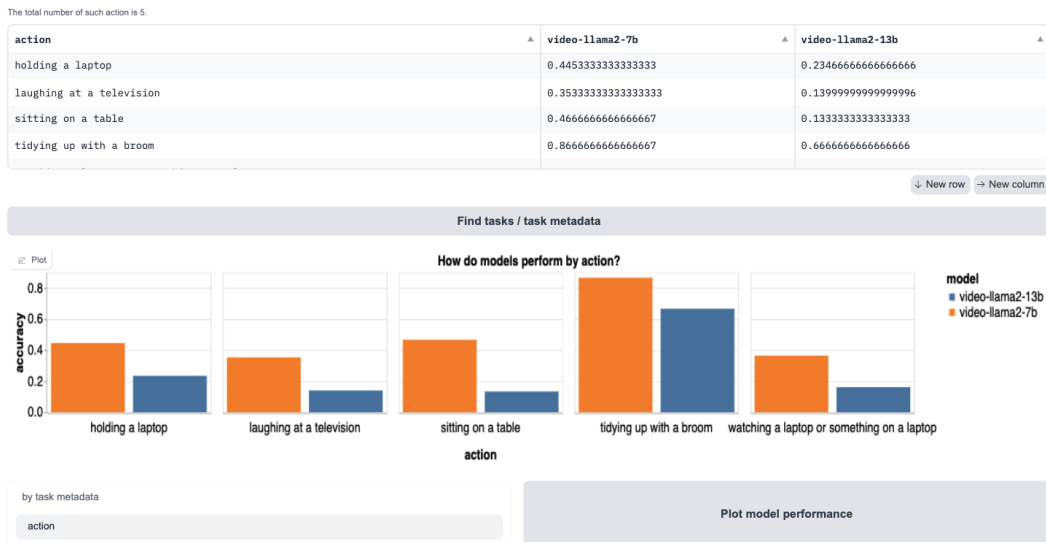 The total number of such action is 5.
action video-llama2-7b video-llama2-13b
holding a laptop 0.4453333333333333 0.23466666666666666
laughing at a television 0.35333333333333333 0.13999999999999996
sitting on a table 0.4666666666666667 0.1333333333333333
tidying up with a broom 0.8666666666666667 0.6666666666666666
↓ New row → New column
Find tasks / task metadata
Plot
How do models perform by action?
model
video-llama2-13b
video-llama2-7b
accuracy
0.8
0.6
0.4
0.2
0.0
holding a laptop laughing at a television sitting on a table tidying up with a broom watching a laptop or something on a laptop
action
by task metadata
action
Plot model performance